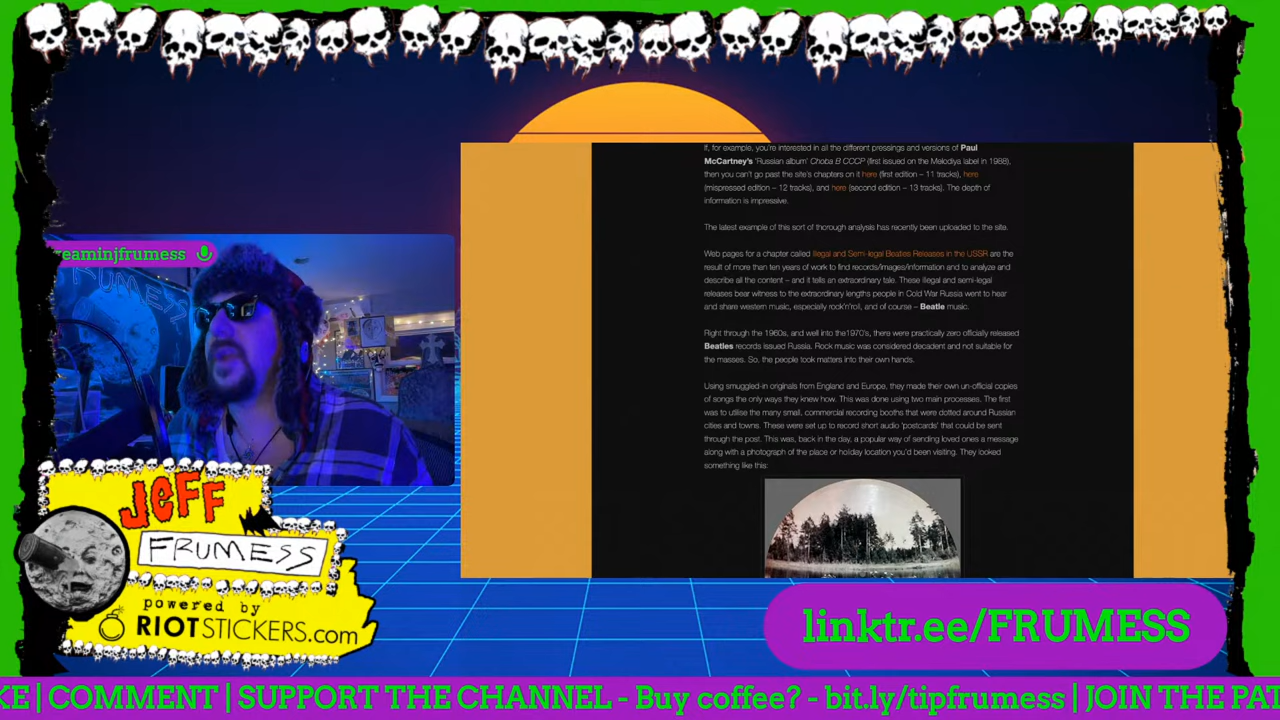 eaminjfrumess
If, for example, you're interested in all the different pressings and versions of Paul
McCartney's 'Russian album' Choba B CCCP (first issued on the Melodiya label in 1988),
then you can't go past the site's chapters on it here (first edition – 11 tracks), here
(mispressed edition – 12 tracks), and here (second edition – 13 tracks). The depth of
information is impressive.
The latest example of this sort of thorough analysis has recently been uploaded to the site.
Web pages for a chapter called Illegal and Semi-legal Beatles Releases in the USSR are the
result of more than ten years of work to find records/images/information and to analyze and
describe all the content – and it tells an extraordinary tale. These illegal and semi-legal
releases bear witness to the extraordinary lengths people in Cold War Russia went to hear
and share western music, especially rock'n'roll, and of course – Beatle music.
Right through the 1960s, and well into the1970's, there were practically zero officially released
Beatles records issued Russia. Rock music was considered decadent and not suitable for
the masses. So, the people took matters into their own hands.
Using smuggled-in originals from England and Europe, they made their own un-official copies
of songs the only ways they knew how. This was done using two main processes. The first
was to utilise the many small, commercial recording booths that were dotted around Russian
cities and towns. These were set up to record short audio 'postcards' that could be sent
through the post. This was, back in the day, a popular way of sending loved ones a message
along with a photograph of the place or holiday location you'd been visiting. They looked
something like this:
JEFF
FRUMESS
powered by
RIOTSTICKERS.com
linktr.ee/FRUMESS
KE | COMMENT | SUPPORT THE CHANNEL - Buy coffee? - bit.ly/tipfrumess | JOIN THE PAT